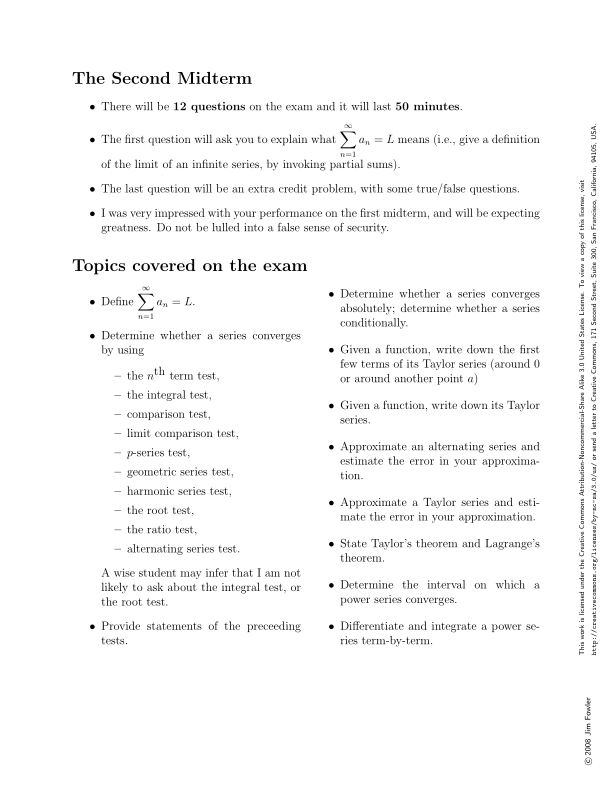 The Second Midterm
• There will be 12 questions on the exam and it will last 50 minutes.
• The first question will ask you to explain what ∑_{n=1}^{∞} a_n = L means (i.e., give a definition
of the limit of an infinite series, by invoking partial sums).
• The last question will be an extra credit problem, with some true/false questions.
• I was very impressed with your performance on the first midterm, and will be expecting
greatness. Do not be lulled into a false sense of security.
Topics covered on the exam
• Define ∑_{n=1}^{∞} a_n = L.
• Determine whether a series converges
by using
– the n^th term test,
– the integral test,
– comparison test,
– limit comparison test,
– p-series test,
– geometric series test,
– harmonic series test,
– the root test,
– the ratio test,
– alternating series test.
A wise student may infer that I am not
likely to ask about the integral test, or
the root test.
• Provide statements of the preceeding
tests.
• Determine whether a series converges
absolutely; determine whether a series
conditionally.
• Given a function, write down the first
few terms of its Taylor series (around 0
or around another point a)
• Given a function, write down its Taylor
series.
• Approximate an alternating series and
estimate the error in your approxima-
tion.
• Approximate a Taylor series and esti-
mate the error in your approximation.
• State Taylor's theorem and Lagrange's
theorem.
• Determine the interval on which a
power series converges.
• Differentiate and integrate a power se-
ries term-by-term.
This work is licensed under the Creative Commons Attribution-Noncommercial-Share Alike 3.0 United States License. To view a copy of this license, visit
http://creativecommons.org/licenses/by-nc-sa/3.0/us/ or send a letter to Creative Commons, 171 Second Street, Suite 300, San Francisco, California, 94105, USA.
© 2008 Jim Fowler